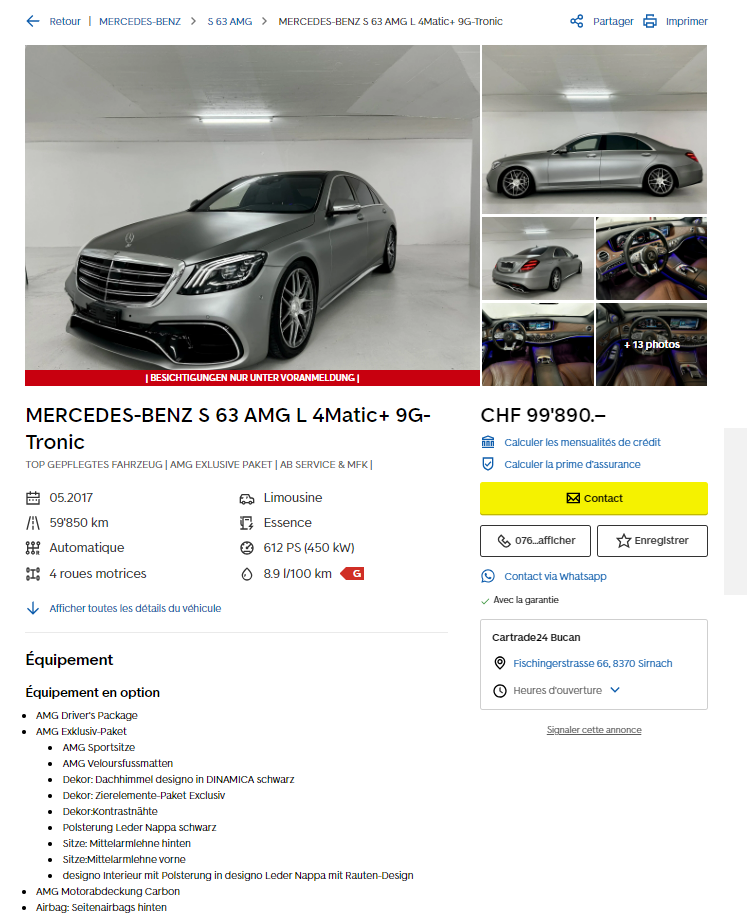 Retour | MERCEDES-BENZ > S 63 AMG > MERCEDES-BENZ S 63 AMG L 4Matic+ 9G-Tronic
Partager Imprimer
| BESICHTIGUNGEN NUR UNTER VORANMELDUNG |
+ 13 photos
MERCEDES-BENZ S 63 AMG L 4Matic+ 9G-
Tronic
TOP GEPFLEGTES FAHRZEUG | AMG EXLUSIVE PAKET | AB SERVICE & MFK |
05.2017
Limousine
59'850 km
Essence
Automatique
612 PS (450 kW)
4 roues motrices
8.9 l/100 km G
Afficher toutes les détails du véhicule
CHF 99'890.–
Calculer les mensualités de crédit
Calculer la prime d'assurance
Contact
076...afficher
Enregistrer
Contact via Whatsapp
Avec la garantie
Cartrade24 Bucan
Fischingerstrasse 66, 8370 Sirnach
Heures d'ouverture
Signaler cette annonce
Équipement
Équipement en option
AMG Driver's Package
AMG Exklusiv-Paket
AMG Sportsitze
AMG Veloursfussmatten
Dekor: Dachhimmel designo in DINAMICA schwarz
Dekor: Zierelemente-Paket Exclusiv
Dekor:Kontrastnähte
Polsterung Leder Nappa schwarz
Sitze: Mittelarmlehne hinten
Sitze:Mittelarmlehne vorne
designo Interieur mit Polsterung in designo Leder Nappa mit Rauten-Design
AMG Motorabdeckung Carbon
Airbag: Seitenairbags hinten